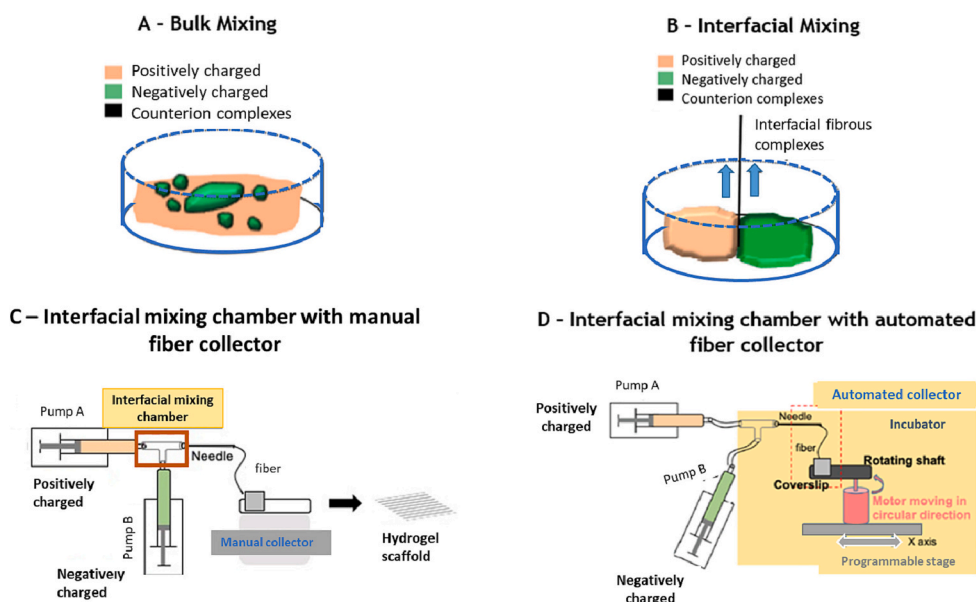 A - Bulk Mixing
Positively charged
Negatively charged
Counterion complexes
B - Interfacial Mixing
Positively charged
Negatively charged
Counterion complexes
Interfacial fibrous
complexes
C – Interfacial mixing chamber with manual
fiber collector
Interfacial mixing
chamber
Pump A
Needle
fiber
Positively
charged
Pump B
Negatively
charged
Manual collector
Hydrogel
scaffold
D - Interfacial mixing chamber with automated
fiber collector
Pump A
Positively
charged
Automated collector
Needle
Incubator
fiber
Rotating shaft
Coverslip
Pump B
Motor moving in
circular direction
X axis
Programmable stage
Negatively
charged